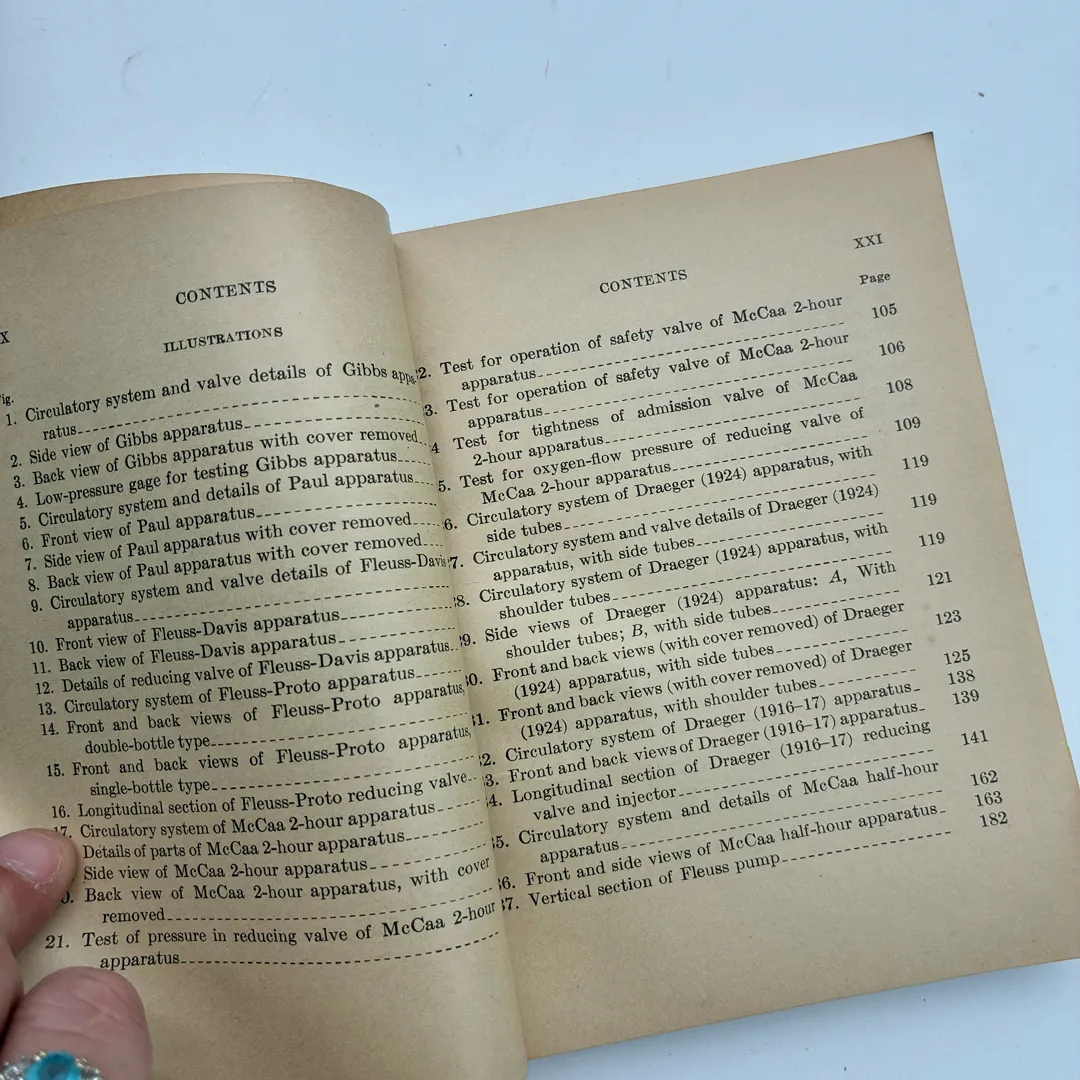 X
CONTENTS
ILLUSTRATIONS
ig.
1. Circulatory system and valve details of Gibbs appa-
ratus
2. Side view of Gibbs apparatus
3. Back view of Gibbs apparatus with cover removed
4. Low-pressure gage for testing Gibbs apparatus
5. Circulatory system and details of Paul apparatus
6. Front view of Paul apparatus
7. Side view of Paul apparatus with cover removed
8. Back view of Paul apparatus with cover removed
9. Circulatory system and valve details of Fleuss-Davis
apparatus
10. Front view of Fleuss-Davis apparatus
11. Back view of Fleuss-Davis apparatus
12. Details of reducing valve of Fleuss-Davis apparatus
13. Circulatory system of Fleuss-Proto apparatus
14. Front and back views of Fleuss-Proto apparatus,
double-bottle type
15. Front and back views of Fleuss-Proto apparatus,
single-bottle type
16. Longitudinal section of Fleuss-Proto reducing valve
17. Circulatory system of McCaa 2-hour apparatus
Details of parts of McCaa 2-hour apparatus
Side view of McCaa 2-hour apparatus
0. Back view of McCaa 2-hour apparatus, with cover
removed
21. Test of pressure in reducing valve of McCaa 2-hour
apparatus
CONTENTS
XXI
Page
2. Test for operation of safety valve of McCaa 2-hour
apparatus 105
3. Test for operation of safety valve of McCaa 2-hour
apparatus 106
4 Test for tightness of admission valve of McCaa
2-hour apparatus 108
5. Test for oxygen-flow pressure of reducing valve of
McCaa 2-hour apparatus 109
6. Circulatory system of Draeger (1924) apparatus, with
side tubes 119
7. Circulatory system and valve details of Draeger (1924)
apparatus, with side tubes 119
8. Circulatory system of Draeger (1924) apparatus, with
shoulder tubes 119
9. Side views of Draeger (1924) apparatus: A, With
shoulder tubes; B, with side tubes 121
0. Front and back views (with cover removed) of Draeger
(1924) apparatus, with side tubes 123
1. Front and back views (with cover removed) of Draeger
(1924) apparatus, with shoulder tubes 125
2. Circulatory system of Draeger (1916–17) apparatus 138
3. Front and back views of Draeger (1916–17) apparatus 139
4. Longitudinal section of Draeger (1916–17) reducing
valve and injector 141
5. Circulatory system and details of McCaa half-hour
apparatus 162
6. Front and side views of McCaa half-hour apparatus 163
7. Vertical section of Fleuss pump 182